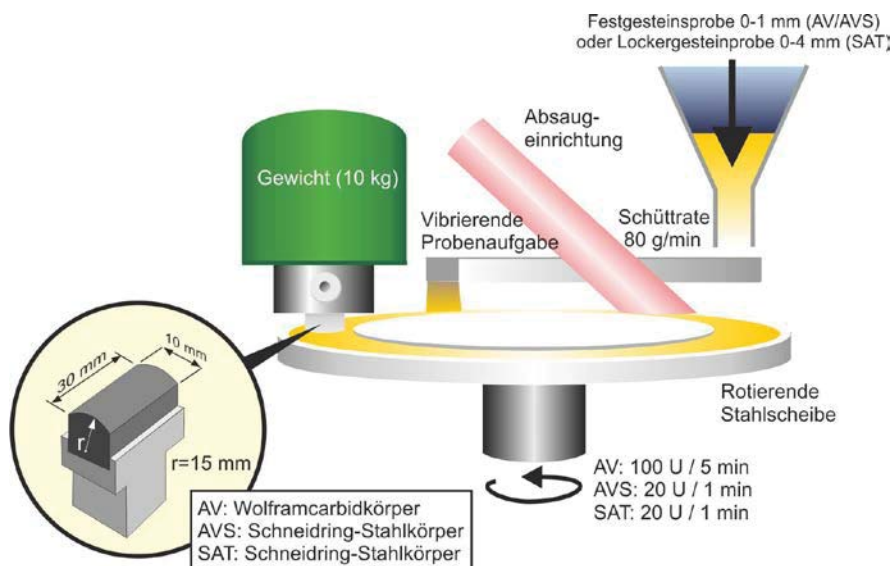 Festgesteinsprobe 0-1 mm (AV/AVS)
oder Lockergesteinprobe 0-4 mm (SAT)
Absaug-
einrichtung
Gewicht (10 kg)
Vibrierende
Probenaufgabe
Schüttrate
80 g/min
30 mm
10 mm
r
r=15 mm
Rotierende
Stahlscheibe
AV: 100 U / 5 min
AVS: 20 U / 1 min
SAT: 20 U / 1 min
AV: Wolframcarbidkörper
AVS: Schneidring-Stahlkörper
SAT: Schneidring-Stahlkörper